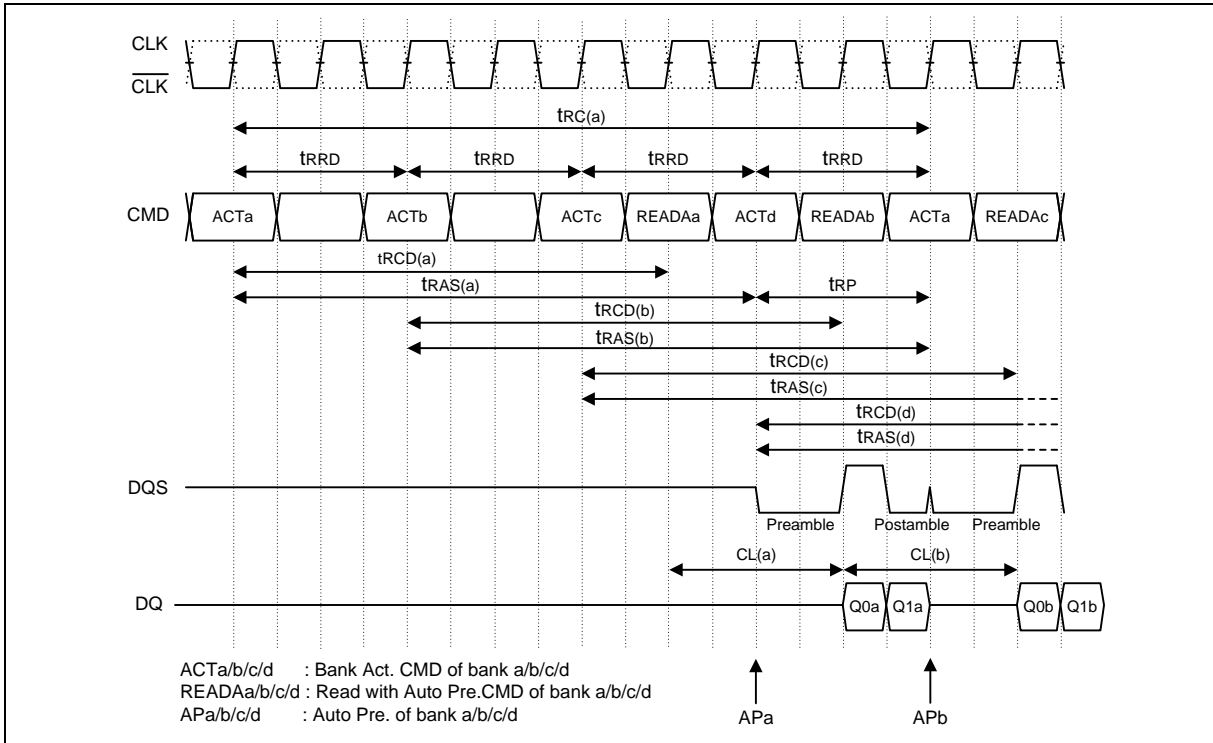 CLK
CLK
tRC(a)
tRRD tRRD tRRD tRRD
CMD ACTa ACTb ACTc READAa ACTd READAb ACTa READAc
tRCD(a)
tRAS(a) tRP
tRCD(b)
tRAS(b)
tRCD(c)
tRAS(c)
tRCD(d)
tRAS(d)
DQS
Preamble Postamble Preamble
CL(a) CL(b)
DQ Q0a Q1a Q0b Q1b
ACTa/b/c/d : Bank Act. CMD of bank a/b/c/d
READAa/b/c/d : Read with Auto Pre.CMD of bank a/b/c/d
APa/b/c/d : Auto Pre. of bank a/b/c/d
APa APb